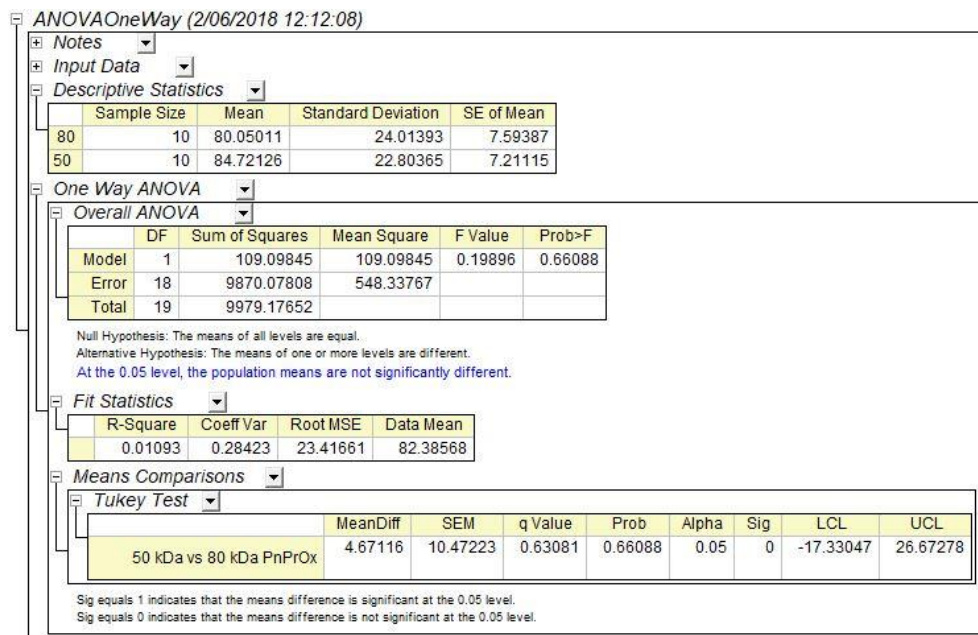 ANOVAOneWay (2/06/2018 12:12:08)
Notes
Input Data
Descriptive Statistics
Sample Size Mean Standard Deviation SE of Mean
80 10 80.05011 24.01393 7.59387
50 10 84.72126 22.80365 7.21115
One Way ANOVA
Overall ANOVA
DF Sum of Squares Mean Square F Value Prob>F
Model 1 109.09845 109.09845 0.19896 0.66088
Error 18 9870.07808 548.33767
Total 19 9979.17652
Null Hypothesis: The means of all levels are equal.
Alternative Hypothesis: The means of one or more levels are different.
At the 0.05 level, the population means are not significantly different.
Fit Statistics
R-Square Coeff Var Root MSE Data Mean
0.01093 0.28423 23.41661 82.38568
Means Comparisons
Tukey Test
MeanDiff SEM q Value Prob Alpha Sig LCL UCL
50 kDa vs 80 kDa PnPrOx 4.67116 10.47223 0.63081 0.66088 0.05 0 -17.33047 26.67278
Sig equals 1 indicates that the means difference is significant at the 0.05 level.
Sig equals 0 indicates that the means difference is not significant at the 0.05 level.